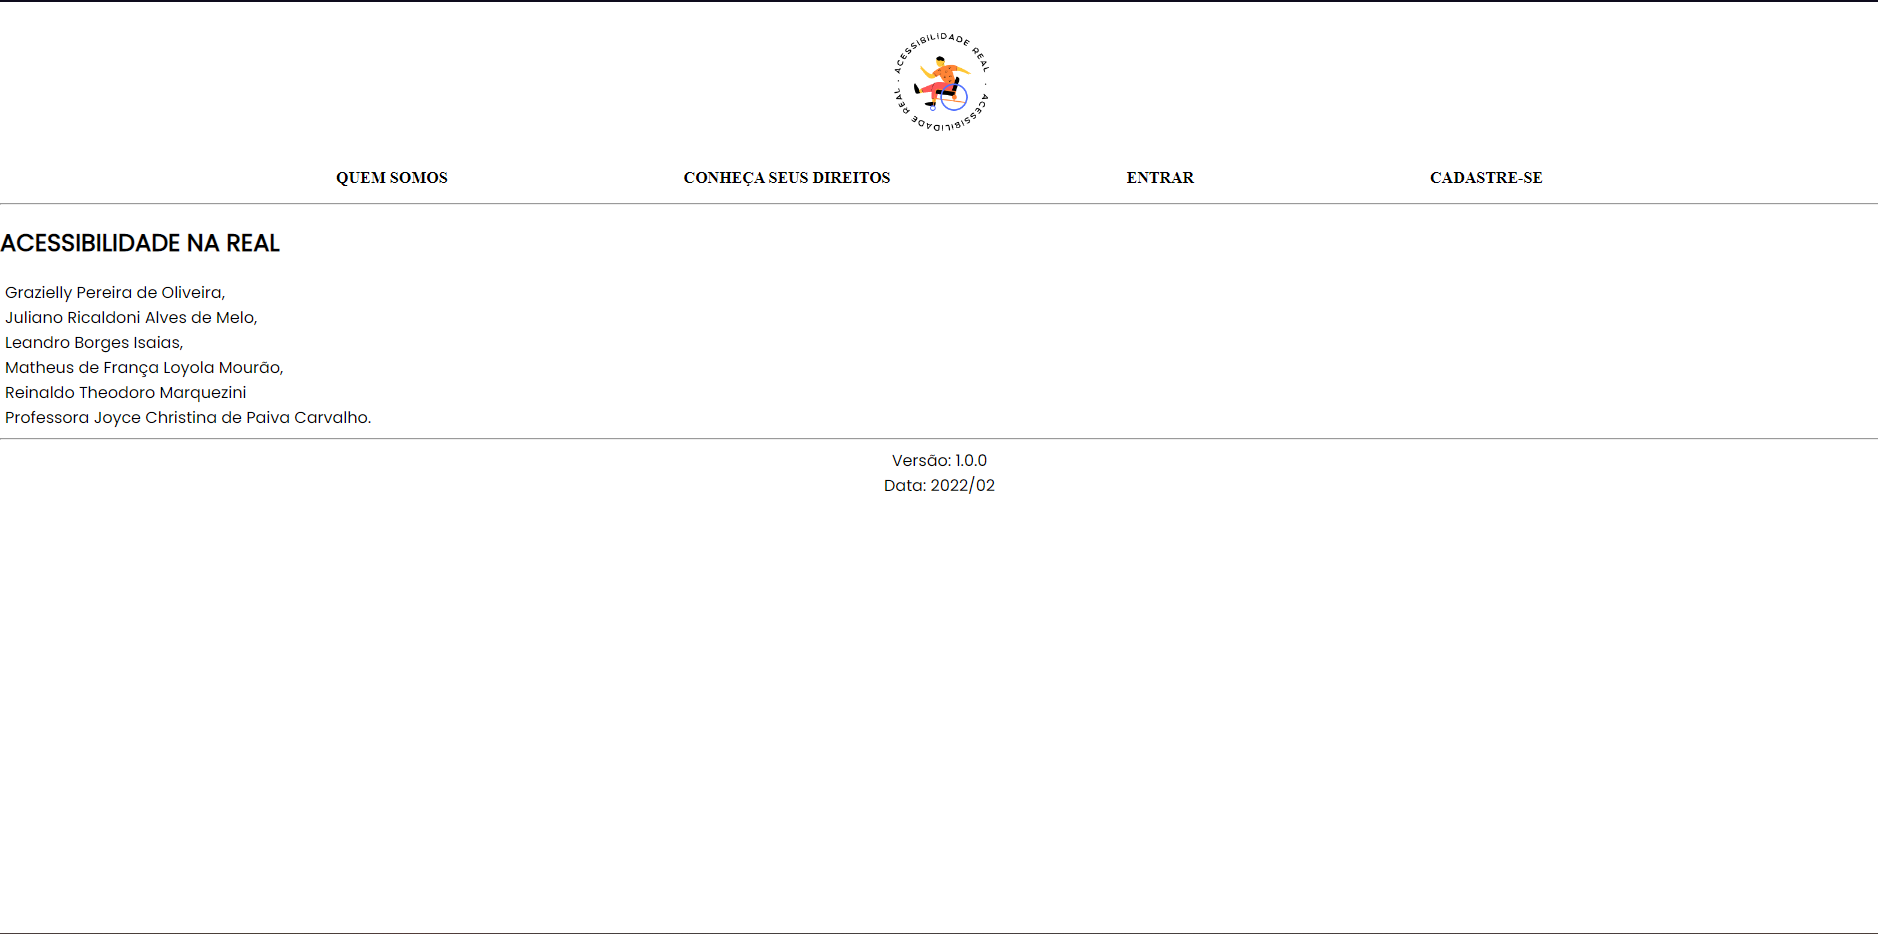 ACESSIBILIDADE REAL · ACESSIBILIDADE REAL ·
QUEM SOMOS CONHEÇA SEUS DIREITOS ENTRAR CADASTRE-SE
ACESSIBILIDADE NA REAL
Grazielly Pereira de Oliveira,
Juliano Ricaldoni Alves de Melo,
Leandro Borges Isaias,
Matheus de França Loyola Mourão,
Reinaldo Theodoro Marquezini
Professora Joyce Christina de Paiva Carvalho.
Versão: 1.0.0
Data: 2022/02